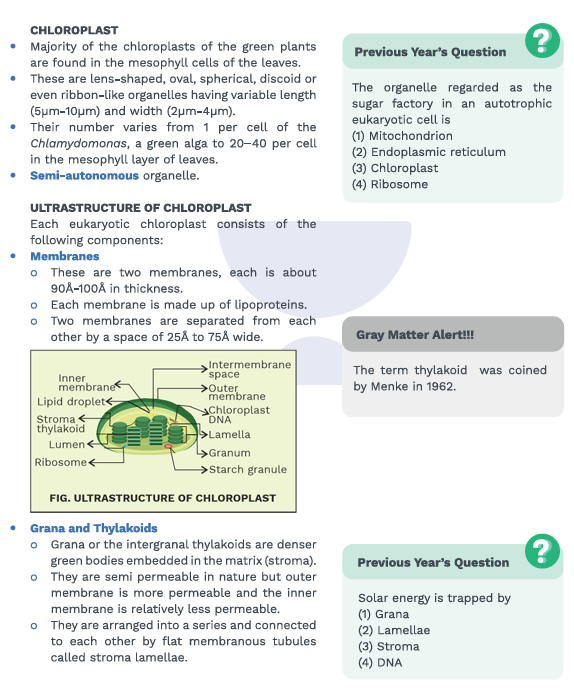 CHLOROPLAST
• Majority of the chloroplasts of the green plants
are found in the mesophyll cells of the leaves.
• These are lens-shaped, oval, spherical, discoid or
even ribbon-like organelles having variable length
(5µm-10µm) and width (2µm-4µm).
• Their number varies from 1 per cell of the
Chlamydomonas, a green alga to 20–40 per cell
in the mesophyll layer of leaves.
• Semi-autonomous organelle.
ULTRASTRUCTURE OF CHLOROPLAST
Each eukaryotic chloroplast consists of the
following components:
• Membranes
o These are two membranes, each is about
90Å-100Å in thickness.
o Each membrane is made up of lipoproteins.
o Two membranes are separated from each
other by a space of 25Å to 75Å wide.
Inner
membrane
Lipid droplet
Stroma
thylakoid
Lumen
Ribosome
Intermembrane
space
Outer
membrane
Chloroplast
DNA
Lamella
Granum
Starch granule
FIG. ULTRASTRUCTURE OF CHLOROPLAST
• Grana and Thylakoids
o Grana or the intergranal thylakoids are denser
green bodies embedded in the matrix (stroma).
o They are semi permeable in nature but outer
membrane is more permeable and the inner
membrane is relatively less permeable.
o They are arranged into a series and connected
to each other by flat membranous tubules
called stroma lamellae.
Previous Year's Question
?
The organelle regarded as the
sugar factory in an autotrophic
eukaryotic cell is
(1) Mitochondrion
(2) Endoplasmic reticulum
(3) Chloroplast
(4) Ribosome
Gray Matter Alert!!!
The term thylakoid was coined
by Menke in 1962.
Previous Year's Question
?
Solar energy is trapped by
(1) Grana
(2) Lamellae
(3) Stroma
(4) DNA